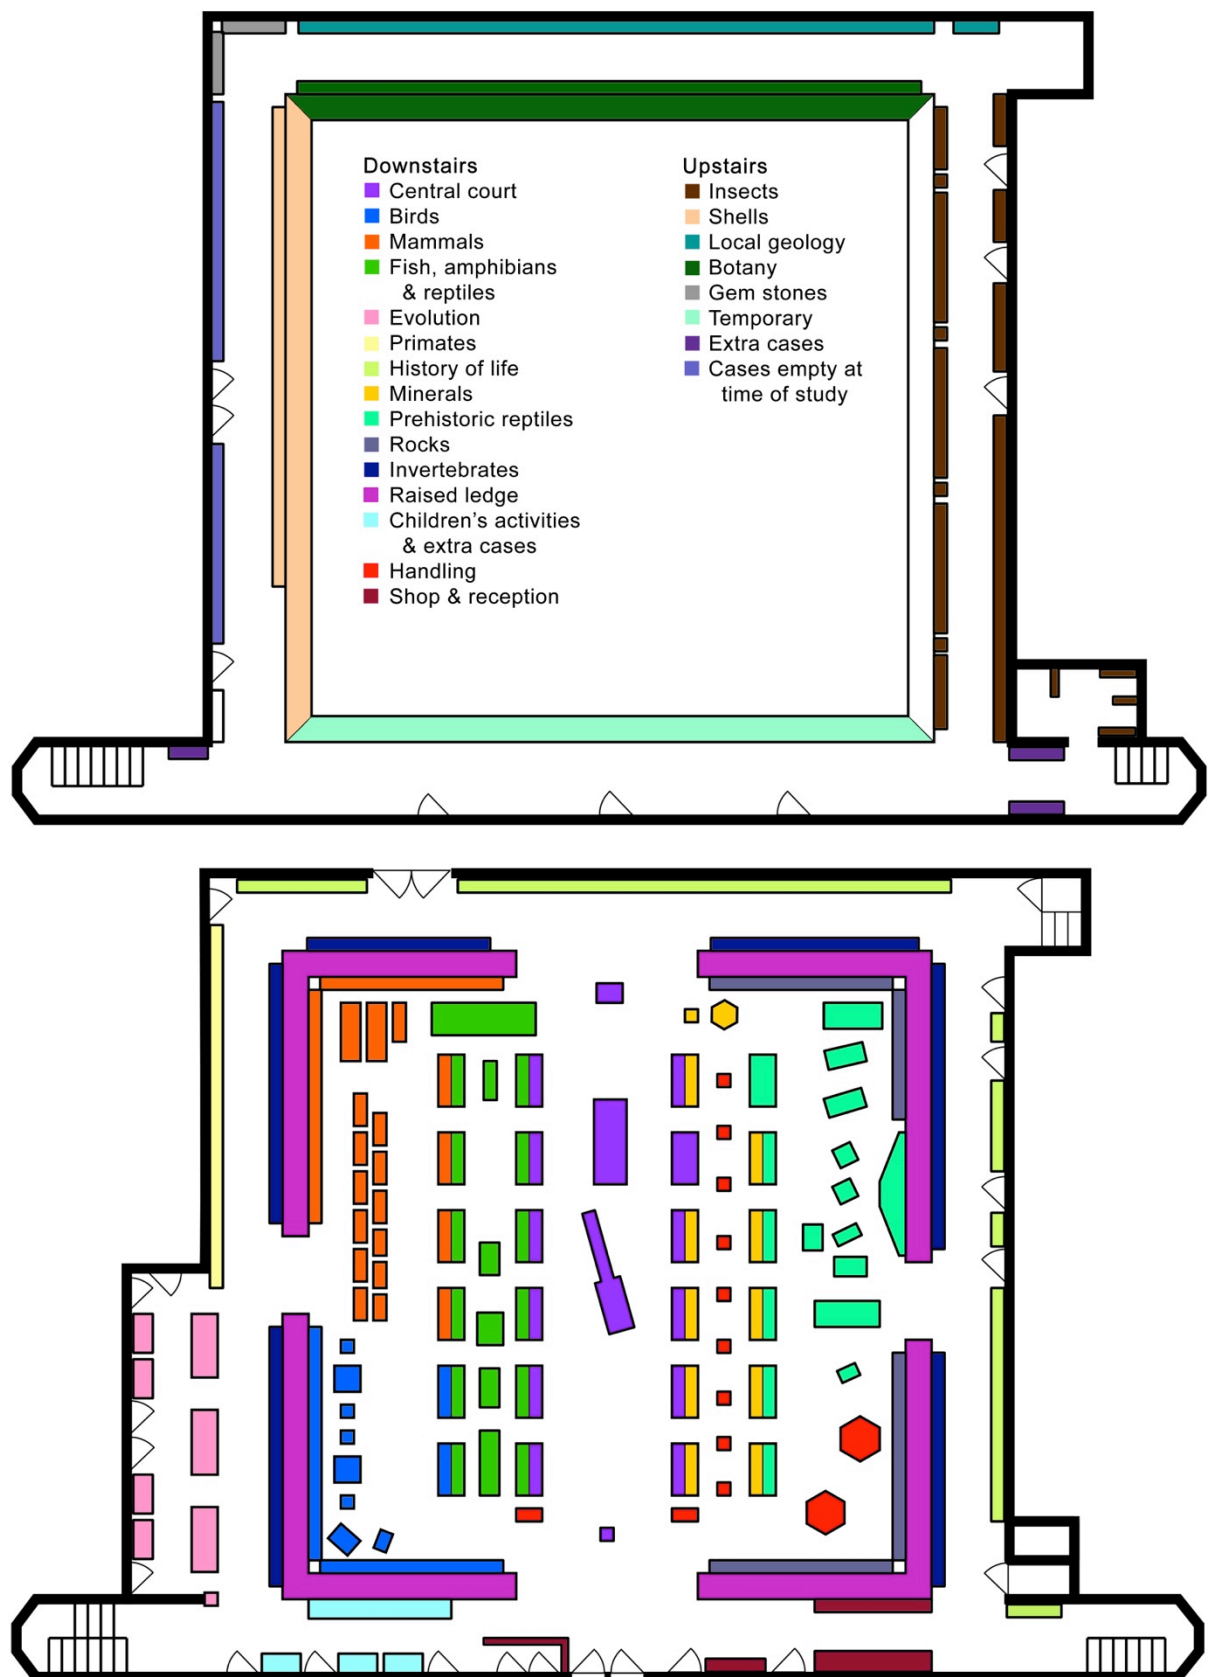 Downstairs
Central court
Birds
Mammals
Fish, amphibians
& reptiles
Evolution
Primates
History of life
Minerals
Prehistoric reptiles
Rocks
Invertebrates
Raised ledge
Children's activities
& extra cases
Handling
Shop & reception
Upstairs
Insects
Shells
Local geology
Botany
Gem stones
Temporary
Extra cases
Cases empty at
time of study